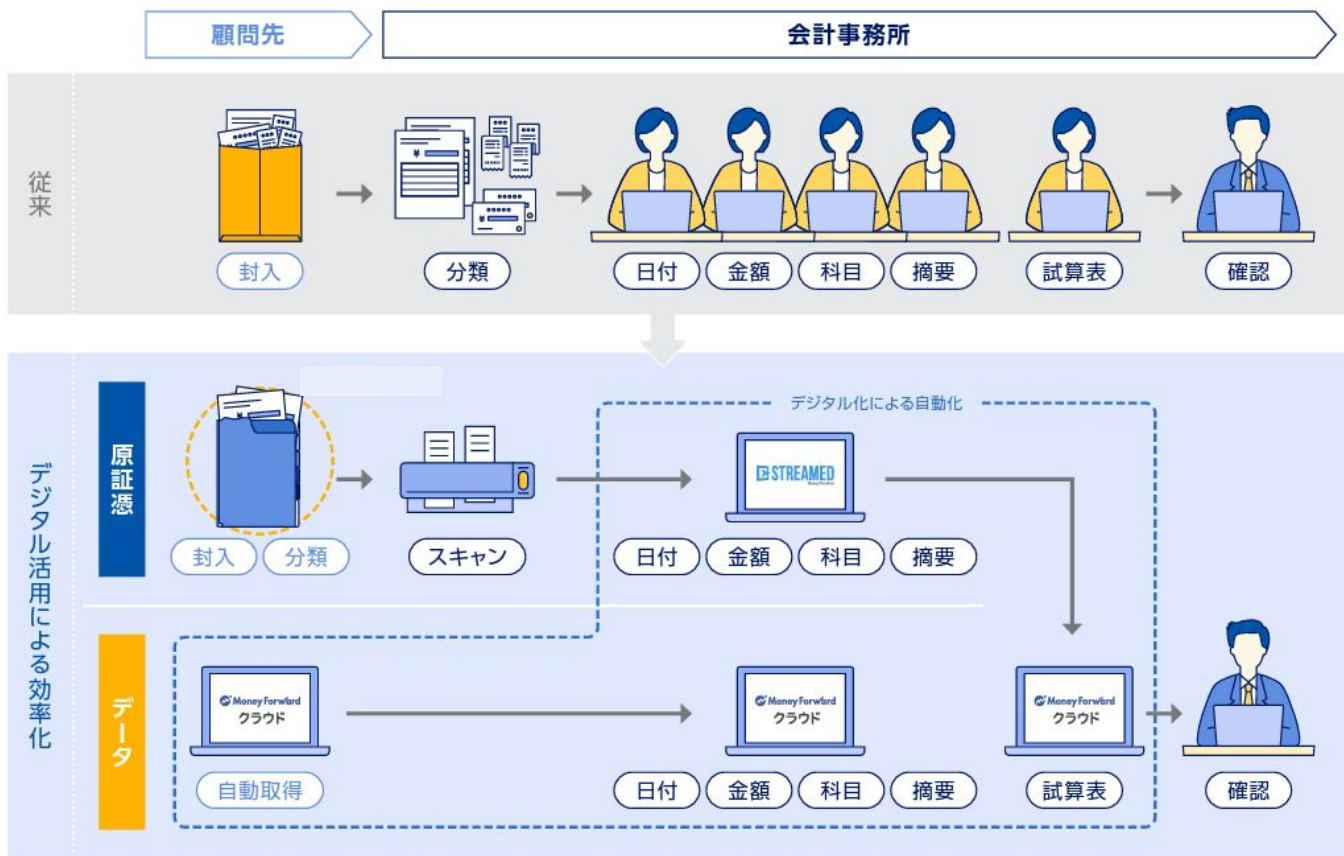 顧問先
会計事務所
従来
封入
分類
日付
金額
科目
摘要
試算表
確認
デジタル活用による効率化
原証憑
デジタル化による自動化
STREAMED
封入
分類
スキャン
日付
金額
科目
摘要
データ
Money Forward
クラウド
Money Forward
クラウド
Money Forward
クラウド
自動取得
日付
金額
科目
摘要
試算表
確認